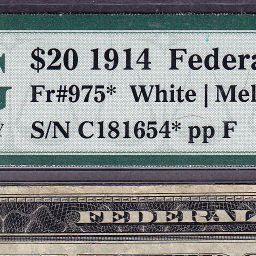 $20 1914 Federa
Fr#975* White | Mel
S/N C181654* pp F
FEDERAL